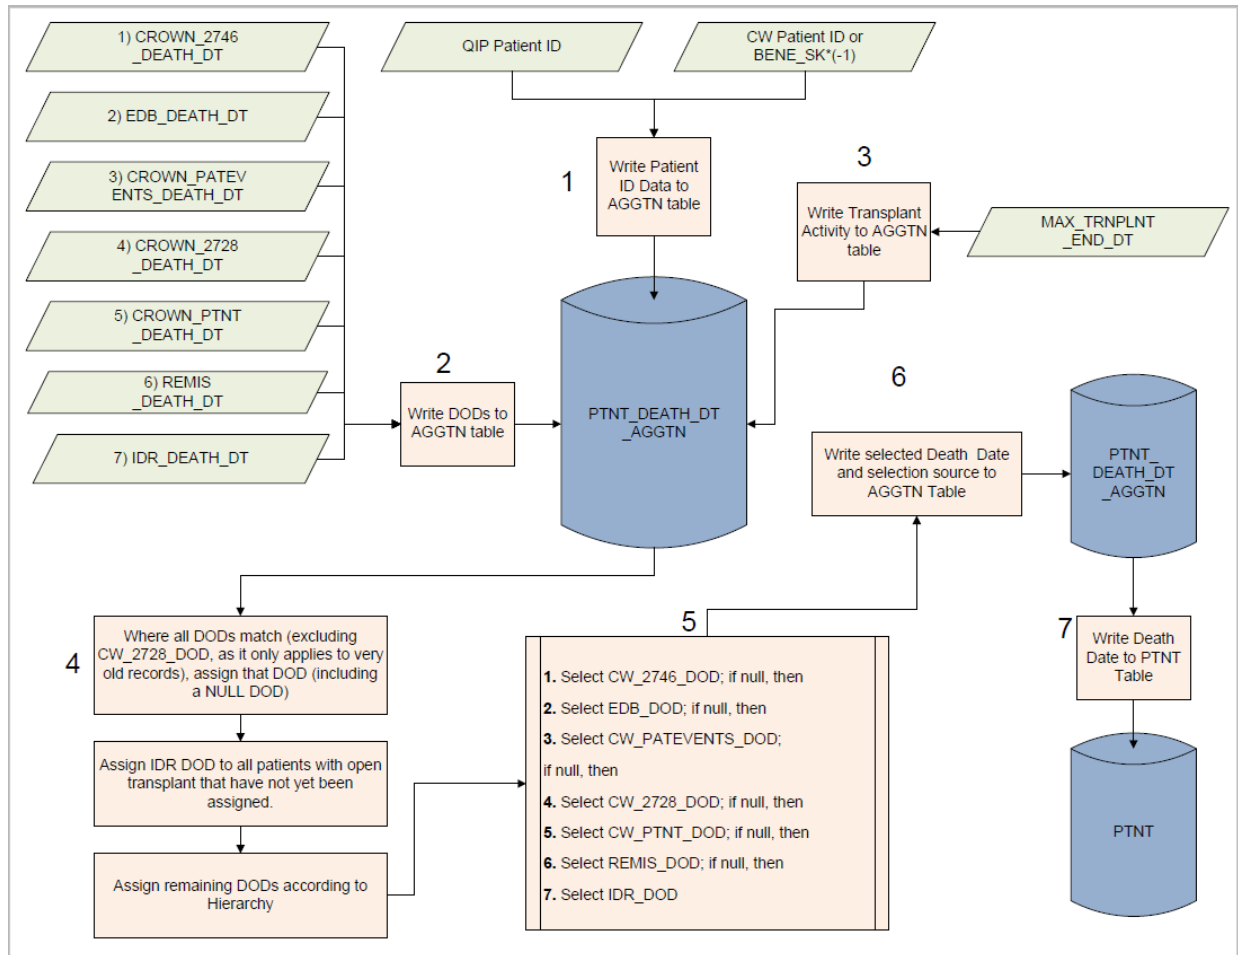 1) CROWN_2746
_DEATH_DT
2) EDB_DEATH_DT
3) CROWN_PATEV
ENTS_DEATH_DT
4) CROWN_2728
_DEATH_DT
5) CROWN_PTNT
_DEATH_DT
6) REMIS
_DEATH_DT
7) IDR_DEATH_DT
QIP Patient ID
CW Patient ID or
BENE_SK*(-1)
1
Write Patient
ID Data to
AGGTN table
3
Write Transplant
Activity to AGGTN
table
MAX_TRNPLNT
_END_DT
2
Write DODs to
AGGTN table
PTNT_DEATH_DT
_AGGTN
6
Write selected Death Date
and selection source to
AGGTN Table
PTNT_
DEATH_DT
_AGGTN
4
Where all DODs match (excluding
CW_2728_DOD, as it only applies to very
old records), assign that DOD (including
a NULL DOD)
Assign IDR DOD to all patients with open
transplant that have not yet been
assigned.
Assign remaining DODs according to
Hierarchy
5
1. Select CW_2746_DOD; if null, then
2. Select EDB_DOD; if null, then
3. Select CW_PATEVENTS_DOD;
if null, then
4. Select CW_2728_DOD; if null, then
5. Select CW_PTNT_DOD; if null, then
6. Select REMIS_DOD; if null, then
7. Select IDR_DOD
7
Write Death
Date to PTNT
Table
PTNT